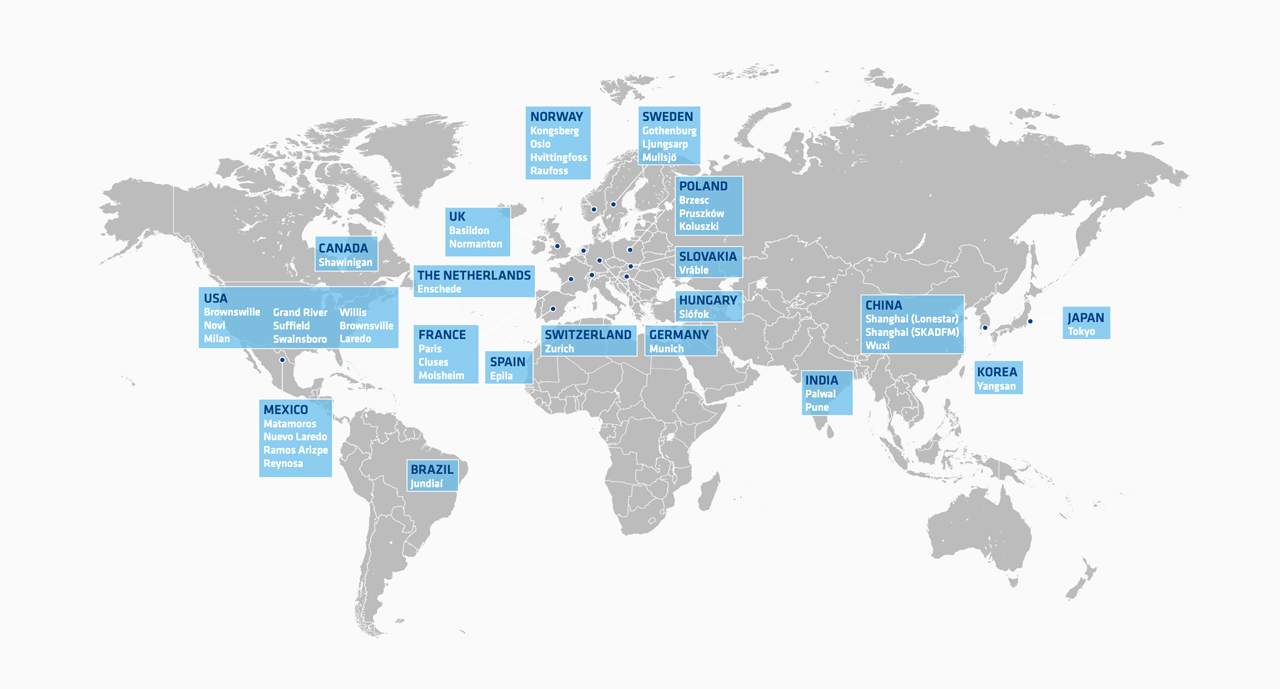 NORWAY
Kongsberg
Oslo
Hvittingfoss
Raufoss
SWEDEN
Gothenburg
Ljungsarp
Mullsjö
POLAND
Brzesc
Pruszków
Koluszki
UK
Basildon
Normanton
CANADA
Shawinigan
THE NETHERLANDS
Enschede
SLOVAKIA
Vráble
USA
Brownswille
Novi
Milan
Grand River
Suffield
Swainsboro
Willis
Brownsville
Laredo
HUNGARY
Siófok
CHINA
Shanghai (Lonestar)
Shanghai (SKADFM)
Wuxi
JAPAN
Tokyo
FRANCE
Paris
Cluses
Molsheim
SPAIN
Epila
SWITZERLAND
Zurich
GERMANY
Munich
INDIA
Palwal
Pune
KOREA
Yangsan
MEXICO
Matamoros
Nuevo Laredo
Ramos Arizpe
Reynosa
BRAZIL
Jundiaí